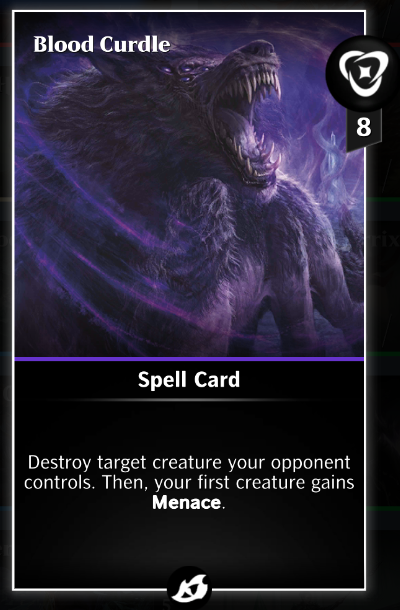 Blood Curdle
8
Spell Card
Destroy target creature your opponent
controls. Then, your first creature gains
Menace.